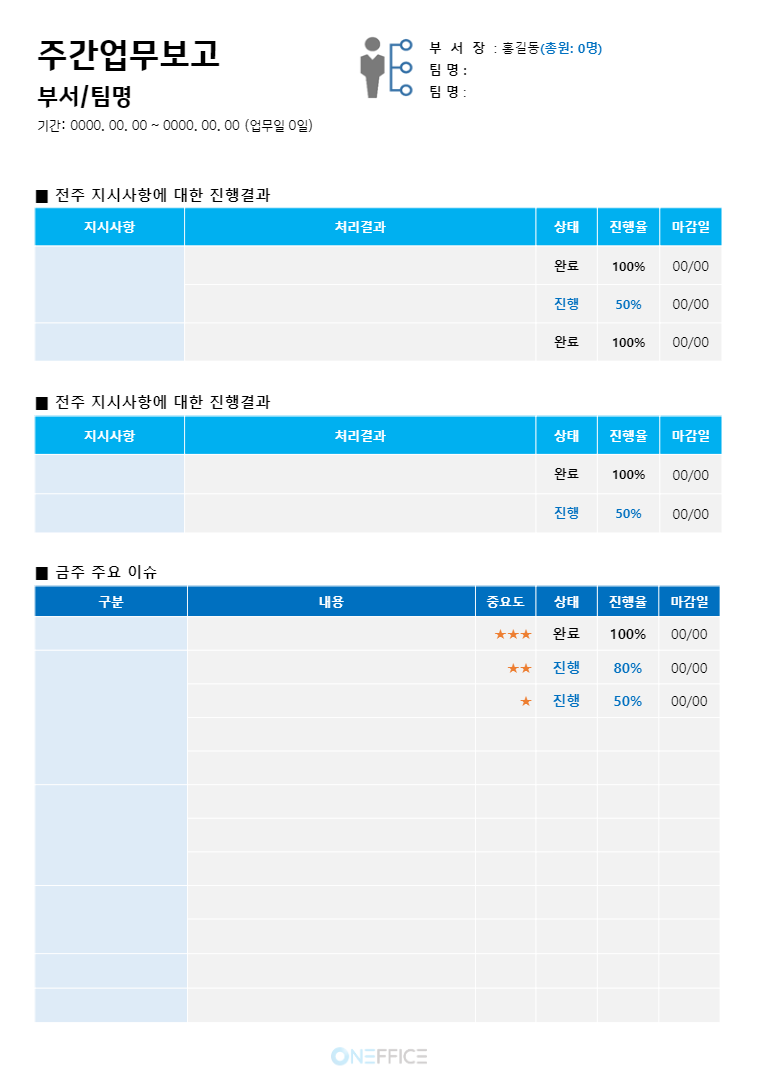 주간업무보고
부서/팀명
기간: 0000. 00. 00 ~ 0000. 00. 00 (업무일 0일)
부 서 장 : 홍길동(총원: 0명)
팀 명 :
팀 명 :
■ 전주 지시사항에 대한 진행결과
지시사항 처리결과 상태 진행율 마감일
완료 100% 00/00
진행 50% 00/00
완료 100% 00/00
■ 전주 지시사항에 대한 진행결과
지시사항 처리결과 상태 진행율 마감일
완료 100% 00/00
진행 50% 00/00
■ 금주 주요 이슈
구분 내용 중요도 상태 진행율 마감일
★★★ 완료 100% 00/00
★★ 진행 80% 00/00
★ 진행 50% 00/00
ONEFFICE